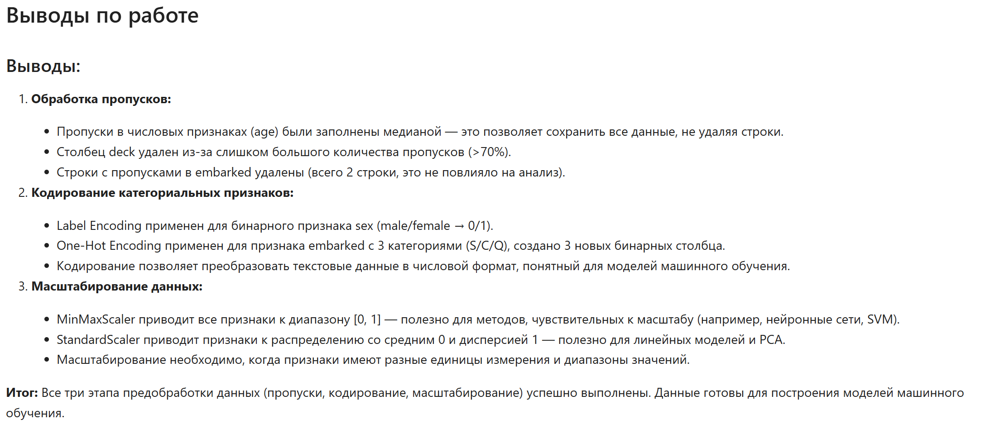 Выводы по работе
Выводы:
1. Обработка пропусков:
• Пропуски в числовых признаках (age) были заполнены медианой — это позволяет сохранить все данные, не удаляя строки.
• Столбец deck удален из-за слишком большого количества пропусков (>70%).
• Строки с пропусками в embarked удалены (всего 2 строки, это не повлияло на анализ).
2. Кодирование категориальных признаков:
• Label Encoding применен для бинарного признака sex (male/female → 0/1).
• One-Hot Encoding применен для признака embarked с 3 категориями (S/C/Q), создано 3 новых бинарных столбца.
• Кодирование позволяет преобразовать текстовые данные в числовой формат, понятный для моделей машинного обучения.
3. Масштабирование данных:
• MinMaxScaler приводит все признаки к диапазону [0, 1] — полезно для методов, чувствительных к масштабу (например, нейронные сети, SVM).
• StandardScaler приводит признаки к распределению со средним 0 и дисперсией 1 — полезно для линейных моделей и PCA.
• Масштабирование необходимо, когда признаки имеют разные единицы измерения и диапазоны значений.
Итог: Все три этапа предобработки данных (пропуски, кодирование, масштабирование) успешно выполнены. Данные готовы для построения моделей машинного
обучения.